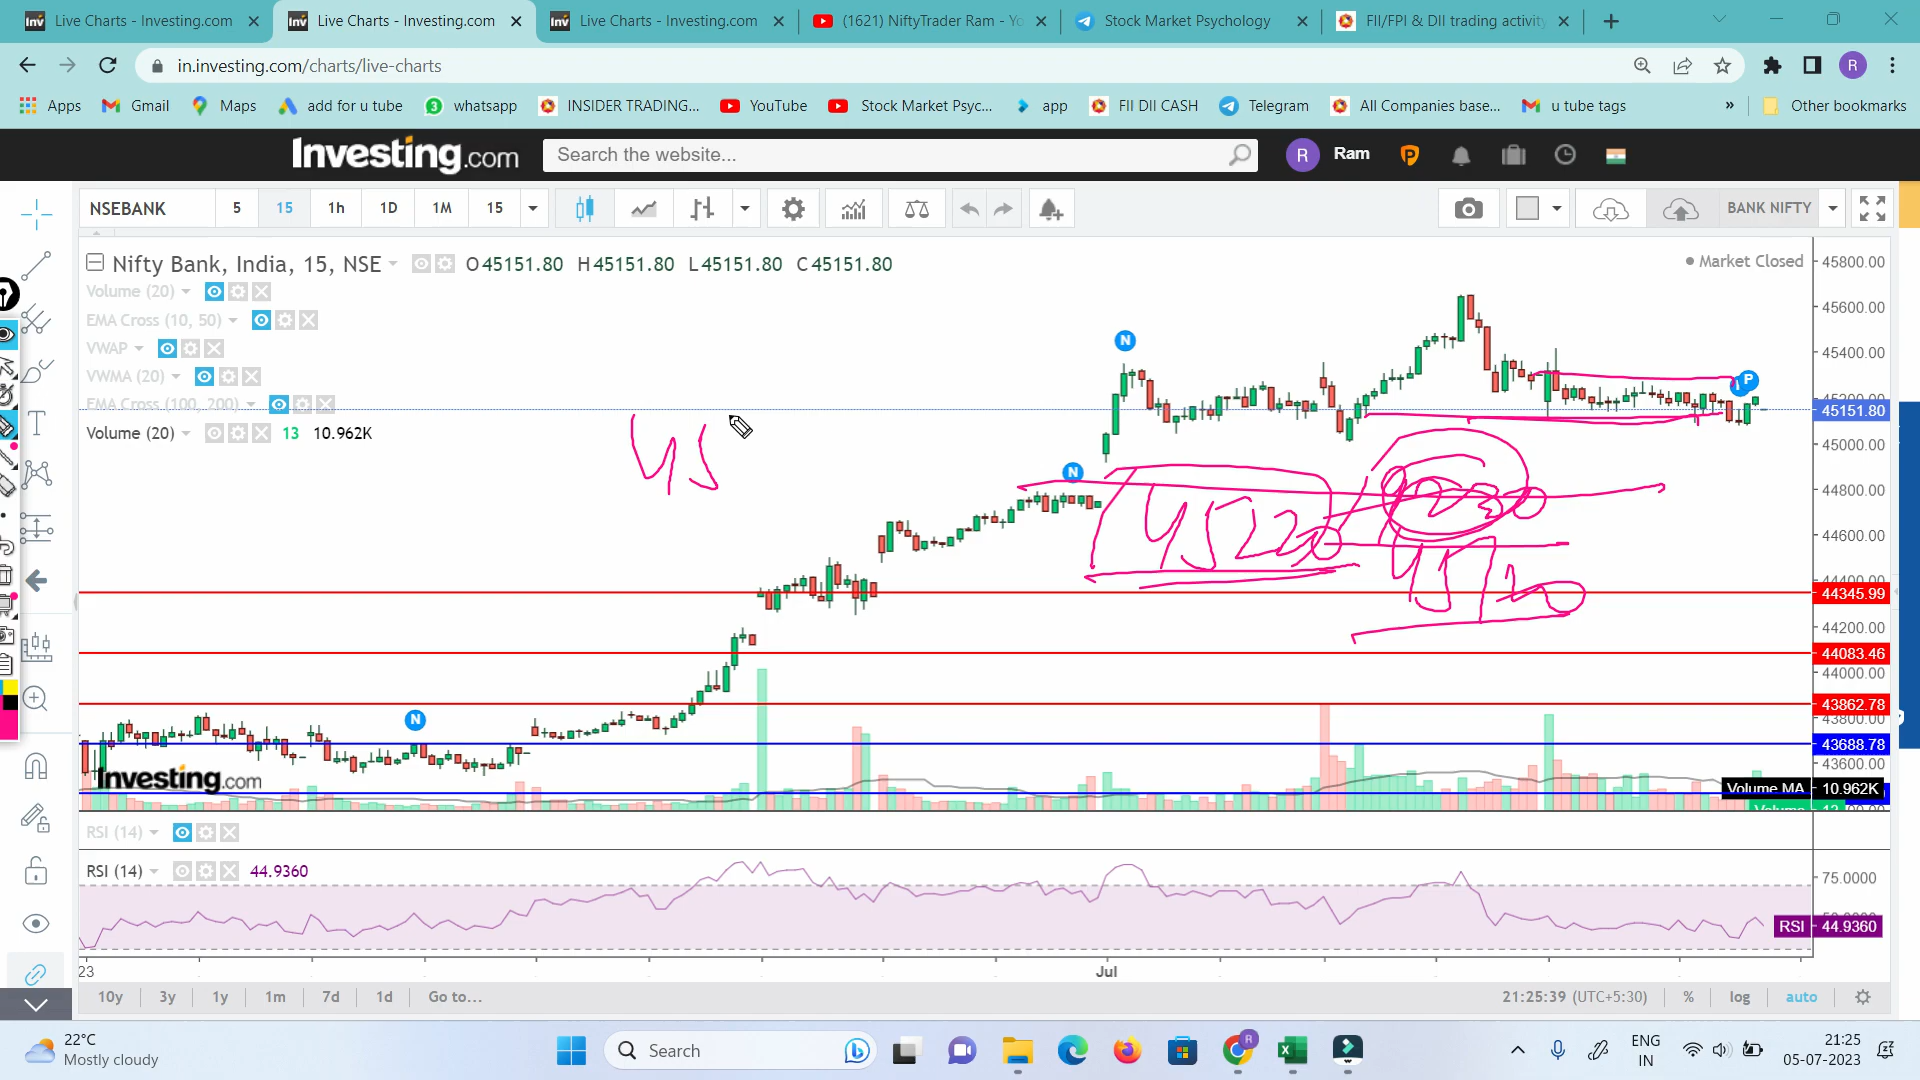 Live Charts - Investing.com
Live Charts - Investing.com
Live Charts - Investing.com
(1621) NiftyTrader Ram - Yo
Stock Market Psychology
FII/FPI & DII trading activity
in.investing.com/charts/live-charts
R
Apps
Gmail
Maps
add for u tube
3
whatsapp
INSIDER TRADING...
YouTube
Stock Market Psyc...
app
FII DII CASH
Telegram
All Companies base...
u tube tags
»
Other bookmarks
Investing.com
Search the website...
R Ram
P
NSEBANK
5
15
1h
1D
1M
15
BANK NIFTY
Nifty Bank, India, 15, NSE
O45151.80 H45151.80 L45151.80 C45151.80
Market Closed
Volume (20)
EMA Cross (10, 50)
VWAP
VWMA (20)
EMA Cross (100, 200)
Volume (20) 13 10.962K
45800.00
45600.00
45400.00
45151.80
45000.00
44800.00
44600.00
44345.99
44200.00
44083.46
44000.00
43862.78
43688.78
43600.00
Volume MA 10.962K
N
N
N
P
45
45220
45150
Investing.com
RSI (14)
RSI (14) 44.9360
75.0000
RSI 44.9360
23
Jul
10y 3y 1y 1m 7d 1d Go to...
21:25:39 (UTC+5:30) % log auto
22°C
Mostly cloudy
Search
ENG
IN
21:25
05-07-2023